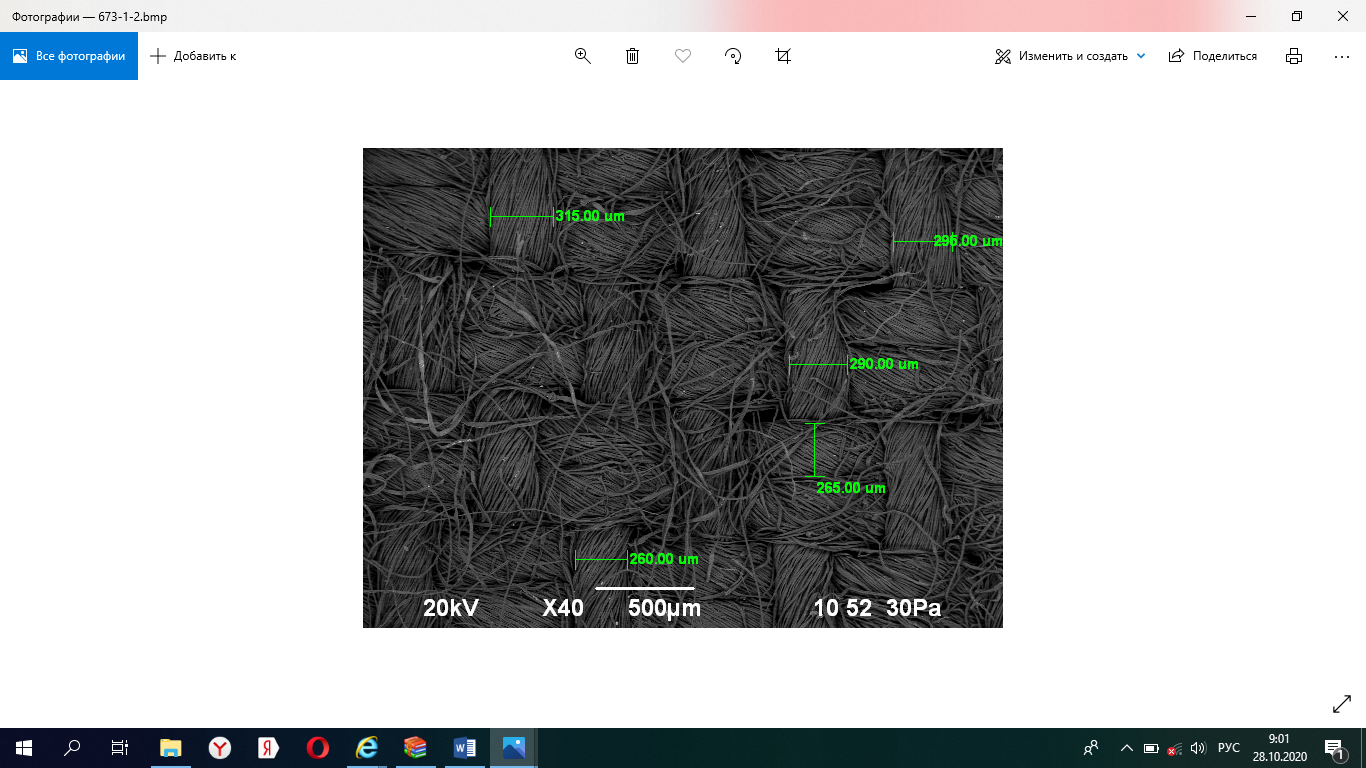 Фотографии — 673-1-2.bmp
Все фотографии
Добавить к
Изменить и создать
Поделиться
315.00 um
295.00 um
290.00 um
265.00 um
260.00 um
20kV X40 500µm 10 52 30Pa
РУС
9:01
28.10.2020
1